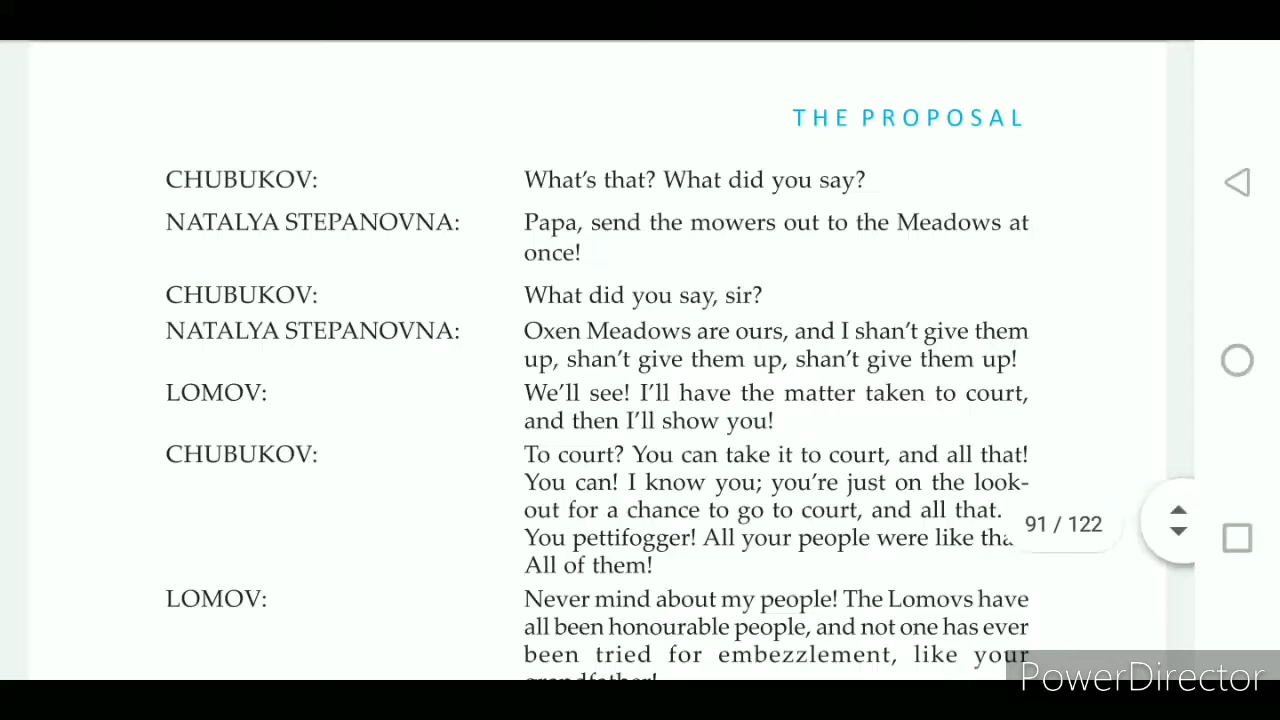 THE PROPOSAL
CHUBUKOV: What's that? What did you say?
NATALYA STEPANOVNA: Papa, send the mowers out to the Meadows at
once!
CHUBUKOV: What did you say, sir?
NATALYA STEPANOVNA: Oxen Meadows are ours, and I shan't give them
up, shan't give them up, shan't give them up!
LOMOV: We'll see! I'll have the matter taken to court,
and then I'll show you!
CHUBUKOV: To court? You can take it to court, and all that!
You can! I know you; you're just on the look-
out for a chance to go to court, and all that.
91 / 122
You pettifogger! All your people were like
All of them!
LOMOV: Never mind about my people! The Lomovs have
all been honourable people, and not one has ever
been tried for embezzlement, like your
PowerDirector